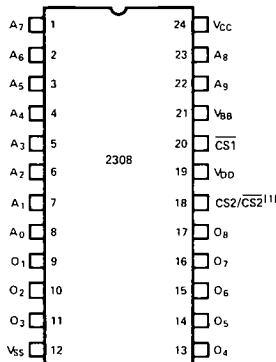 A7 1 24 VCC
A6 2 23 A8
A5 3 22 A9
A4 4 21 VBB
A3 5 20 CS1
2308
A2 6 19 VDD
A1 7 18 CS2/CS2[1]
A0 8 17 O8
O1 9 16 O7
O2 10 15 O6
O3 11 14 O5
VSS 12 13 O4